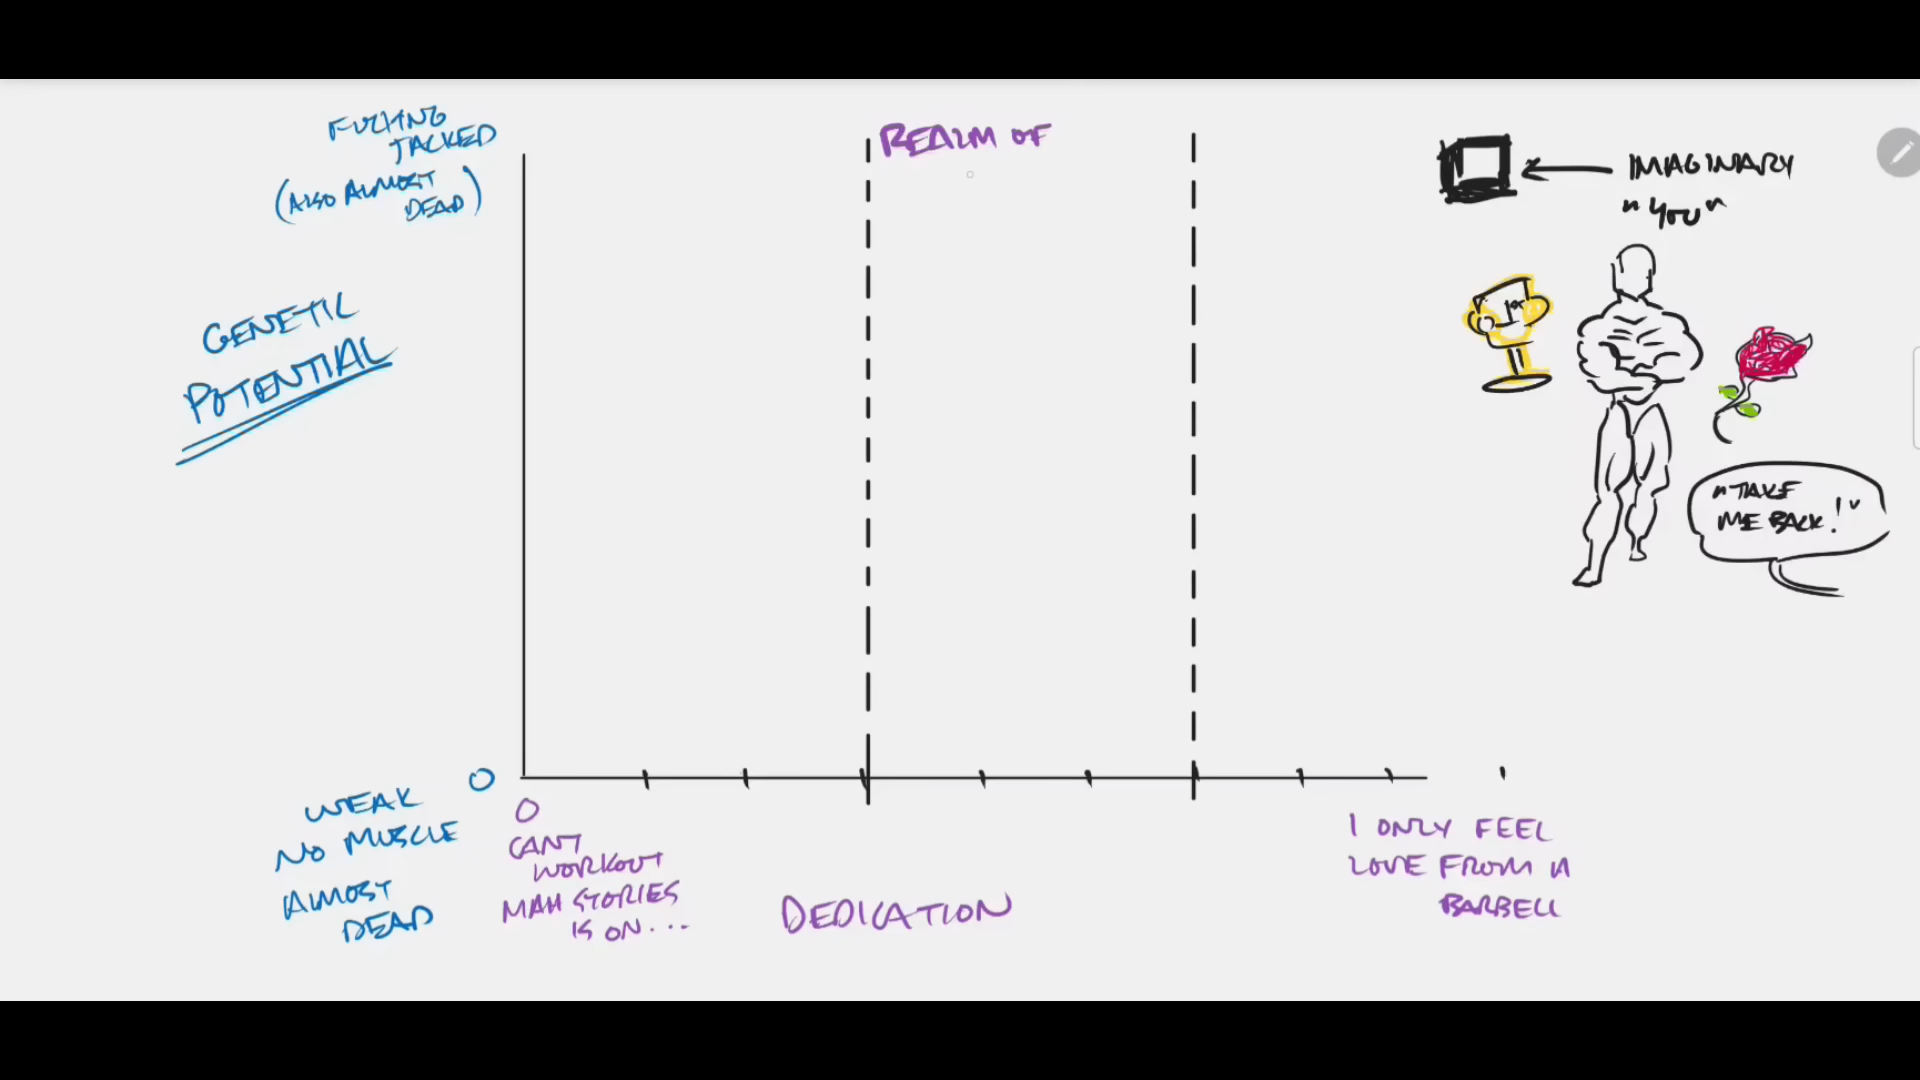 FUCKING
JACKED
(ALSO ALMOST
DEAD)
GENETIC
POTENTIAL
REALM OF
IMAGINARY
"YOU"
1ST
"TAKE
ME BACK!"
0
WEAK
NO MUSCLE
ALMOST
DEAD
0
CANT
WORKOUT
MAH STORIES
IS ON...
DEDICATION
I ONLY FEEL
LOVE FROM A
BARBELL